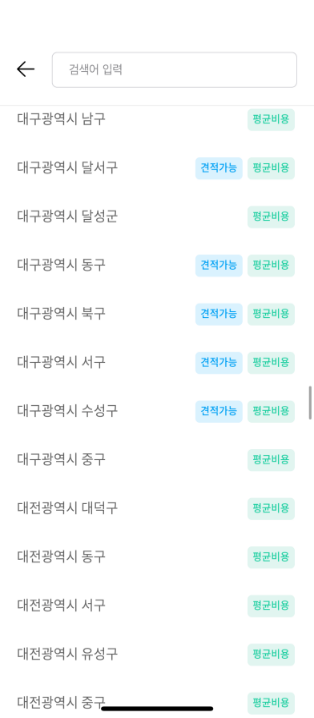 검색어 입력
대구광역시 남구 평균비용
대구광역시 달서구 견적가능 평균비용
대구광역시 달성군 평균비용
대구광역시 동구 견적가능 평균비용
대구광역시 북구 견적가능 평균비용
대구광역시 서구 견적가능 평균비용
대구광역시 수성구 견적가능 평균비용
대구광역시 중구 평균비용
대전광역시 대덕구 평균비용
대전광역시 동구 평균비용
대전광역시 서구 평균비용
대전광역시 유성구 평균비용
대전광역시 중구 평균비용